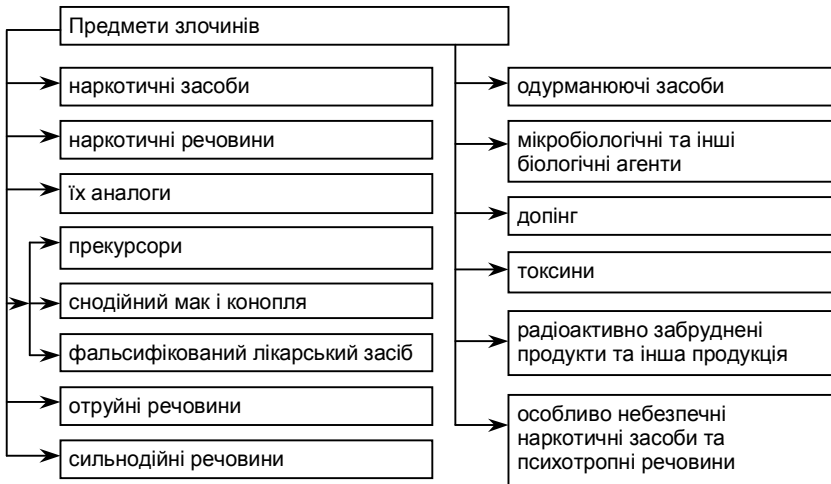 Предмети злочинів
наркотичні засоби
наркотичні речовини
їх аналоги
прекурсори
снодійний мак і конопля
фальсифікований лікарський засіб
отруйні речовини
сильнодійні речовини
одурманюючі засоби
мікробіологічні та інші
біологічні агенти
допінг
токсини
радіоактивно забруднені
продукти та інша продукція
особливо небезпечні
наркотичні засоби та
психотропні речовини